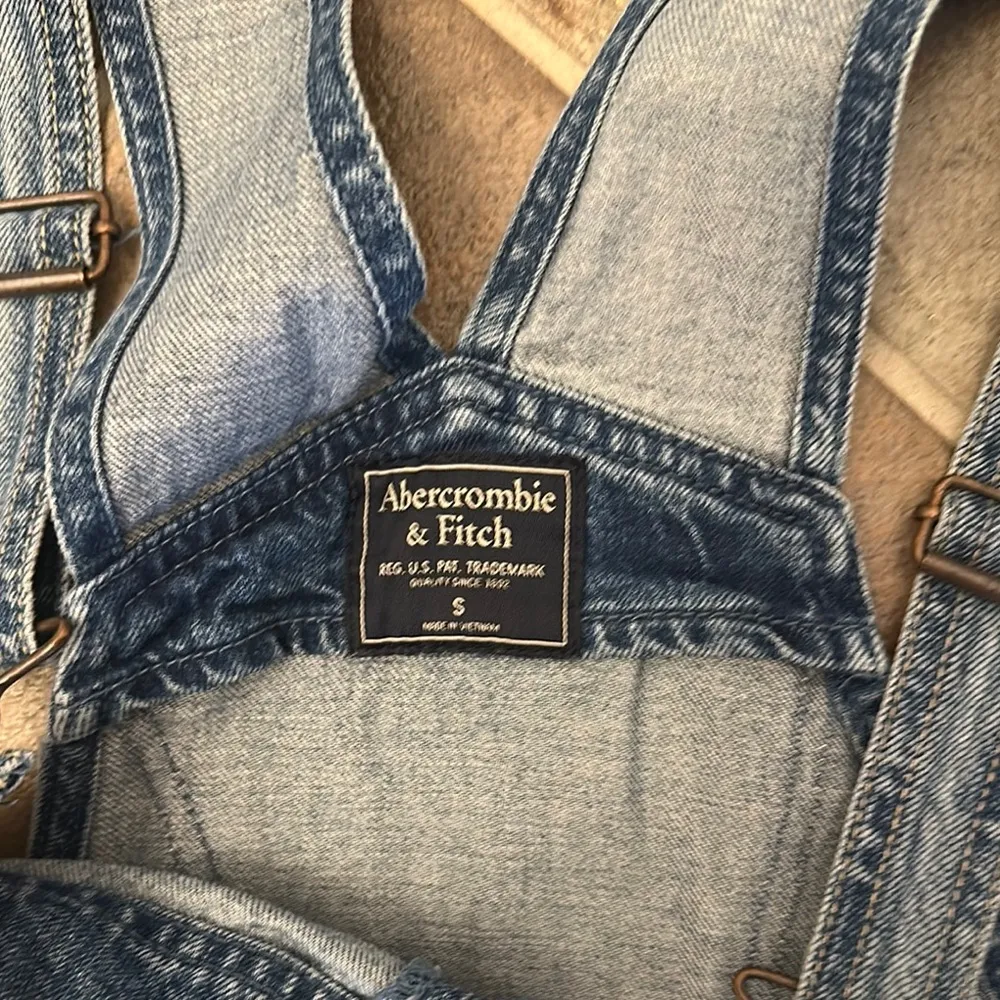 Abercrombie
& Fitch
REG. U.S. PAT. TRADEMARK
QUALITY SINCE 1892
S
MADE IN VIETNAM